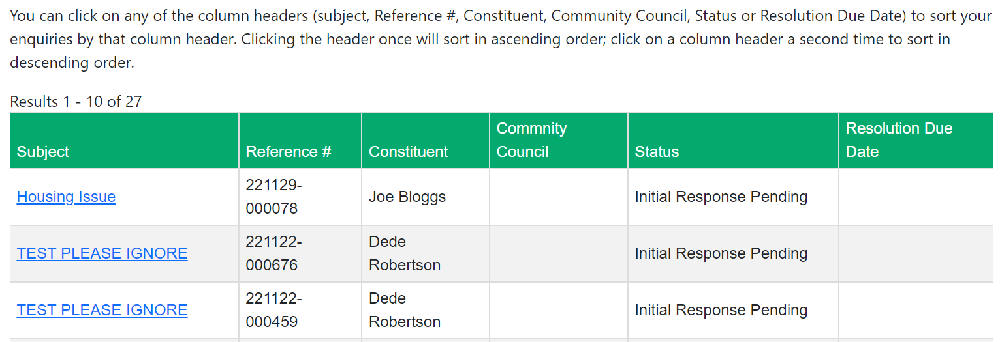 You can click on any of the column headers (subject, Reference #, Constituent, Community Council, Status or Resolution Due Date) to sort your
enquiries by that column header. Clicking the header once will sort in ascending order; click on a column header a second time to sort in
descending order.
Results 1 - 10 of 27
Subject Reference # Constituent Commnity Council Status Resolution Due Date
Housing Issue 221129-000078 Joe Bloggs Initial Response Pending
TEST PLEASE IGNORE 221122-000676 Dede Robertson Initial Response Pending
TEST PLEASE IGNORE 221122-000459 Dede Robertson Initial Response Pending